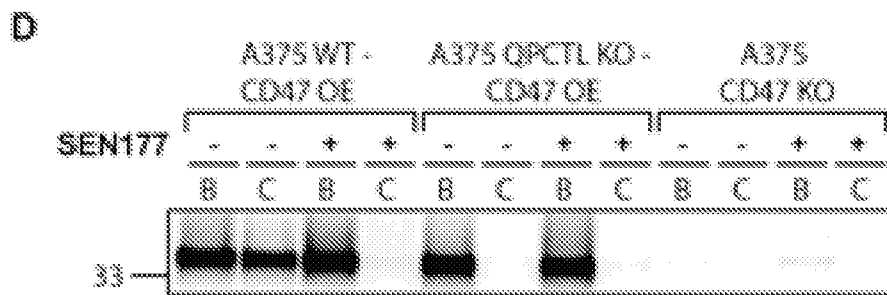 D
A375 WT - A375 QPCTL KO - A375
CD47 OE CD47 OE CD47 KO
SEN177 - - + + - - + + - - + +
B C B C B C B C B C B C
33